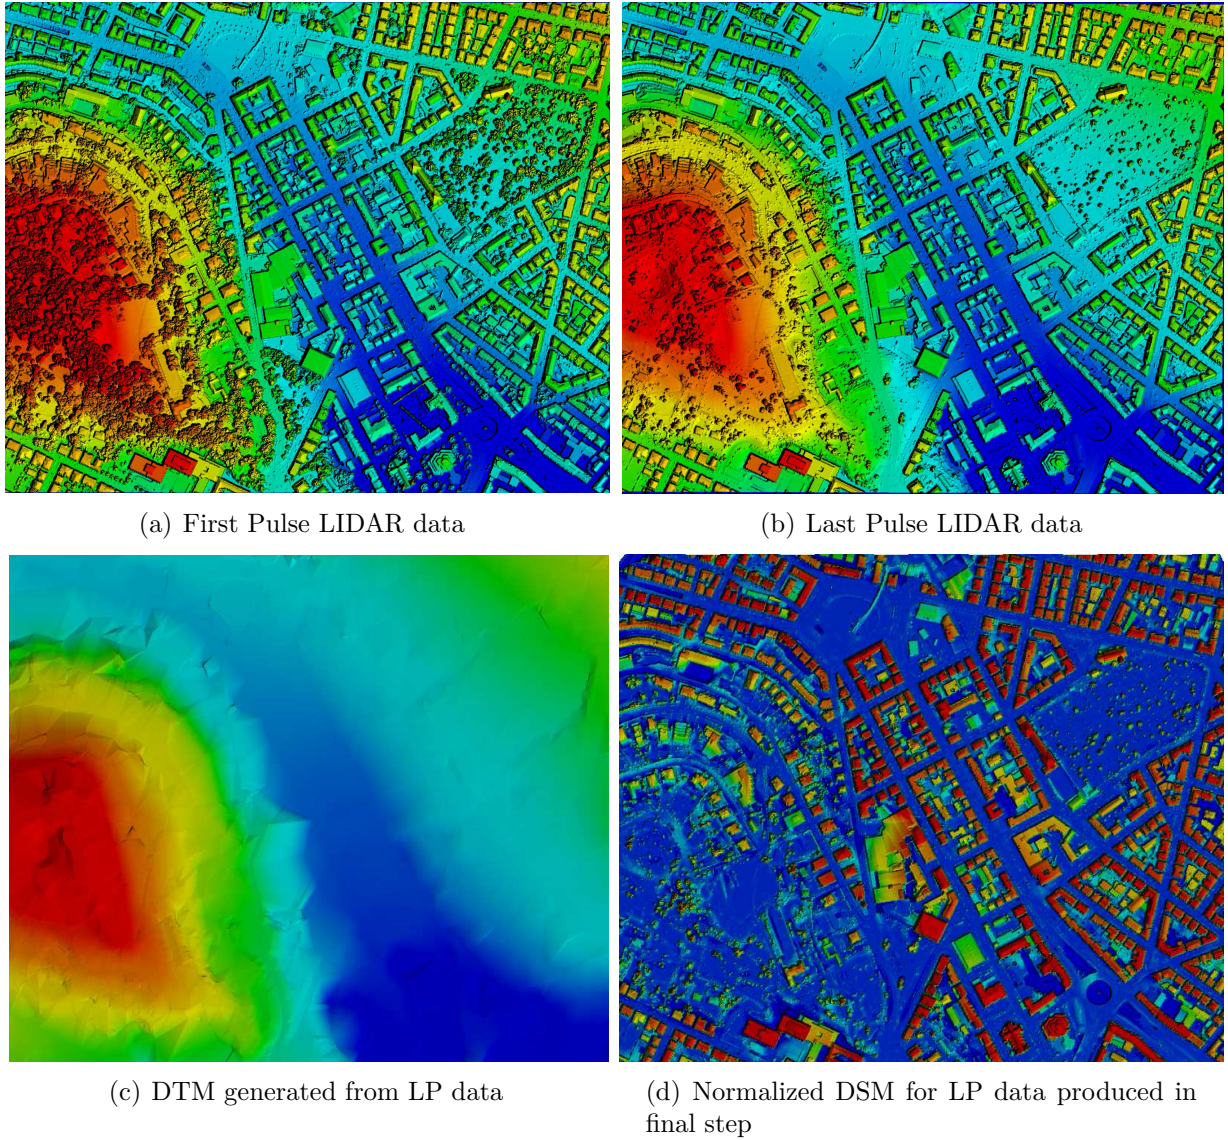 (a) First Pulse LIDAR data
(b) Last Pulse LIDAR data
(c) DTM generated from LP data
(d) Normalized DSM for LP data produced in
final step